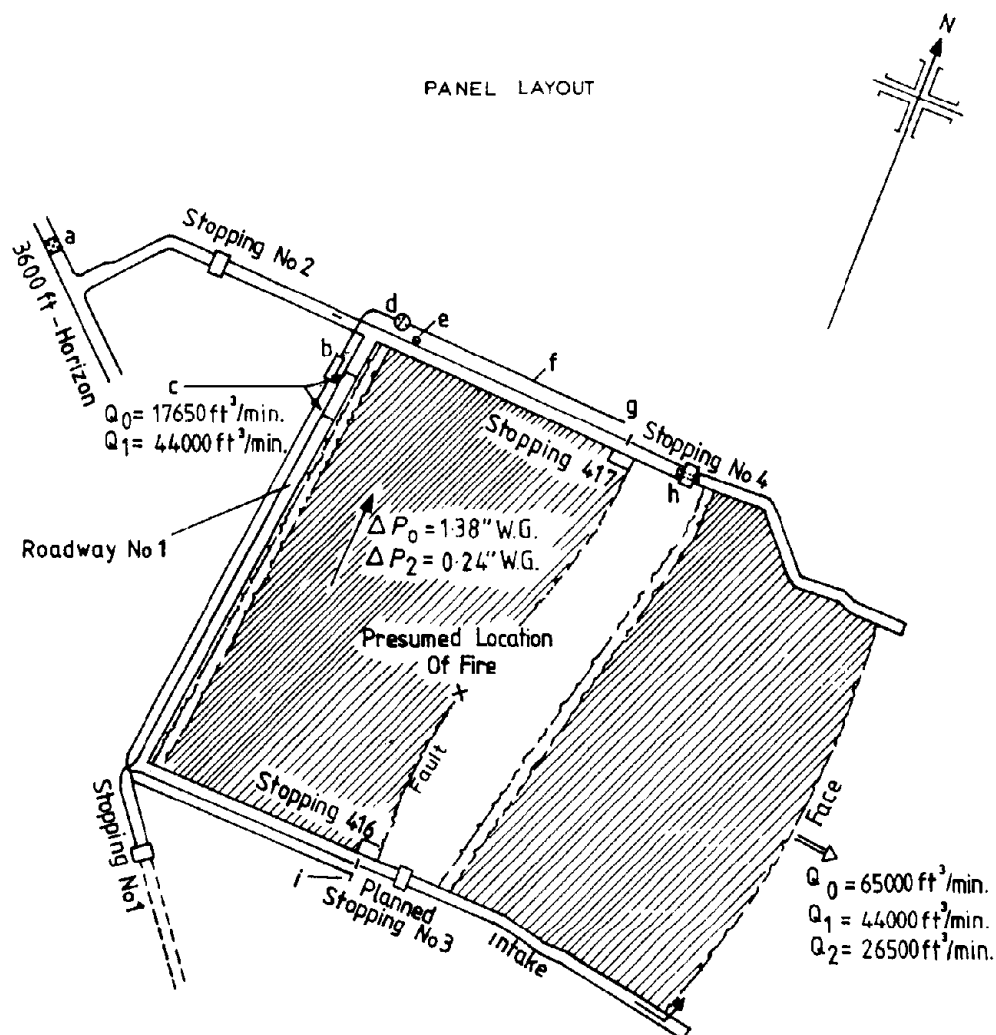 N
PANEL LAYOUT
a
3600 ft - Horizon
Stopping No 2
d
e
b
f
c
g
Q₀ = 17650 ft³/min.
Q₁ = 44000 ft³/min.
Stopping 417
Stopping No 4
h
Roadway No 1
Δ P₀ = 1·38" W.G.
Δ P₂ = 0·24" W.G.
Presumed Location
Of Fire
x
Fault
Stopping 416
Stopping No 1
i
Planned
Stopping No 3
intake
Face
Q₀ = 65000 ft³/min.
Q₁ = 44000 ft³/min.
Q₂ = 26500 ft³/min.